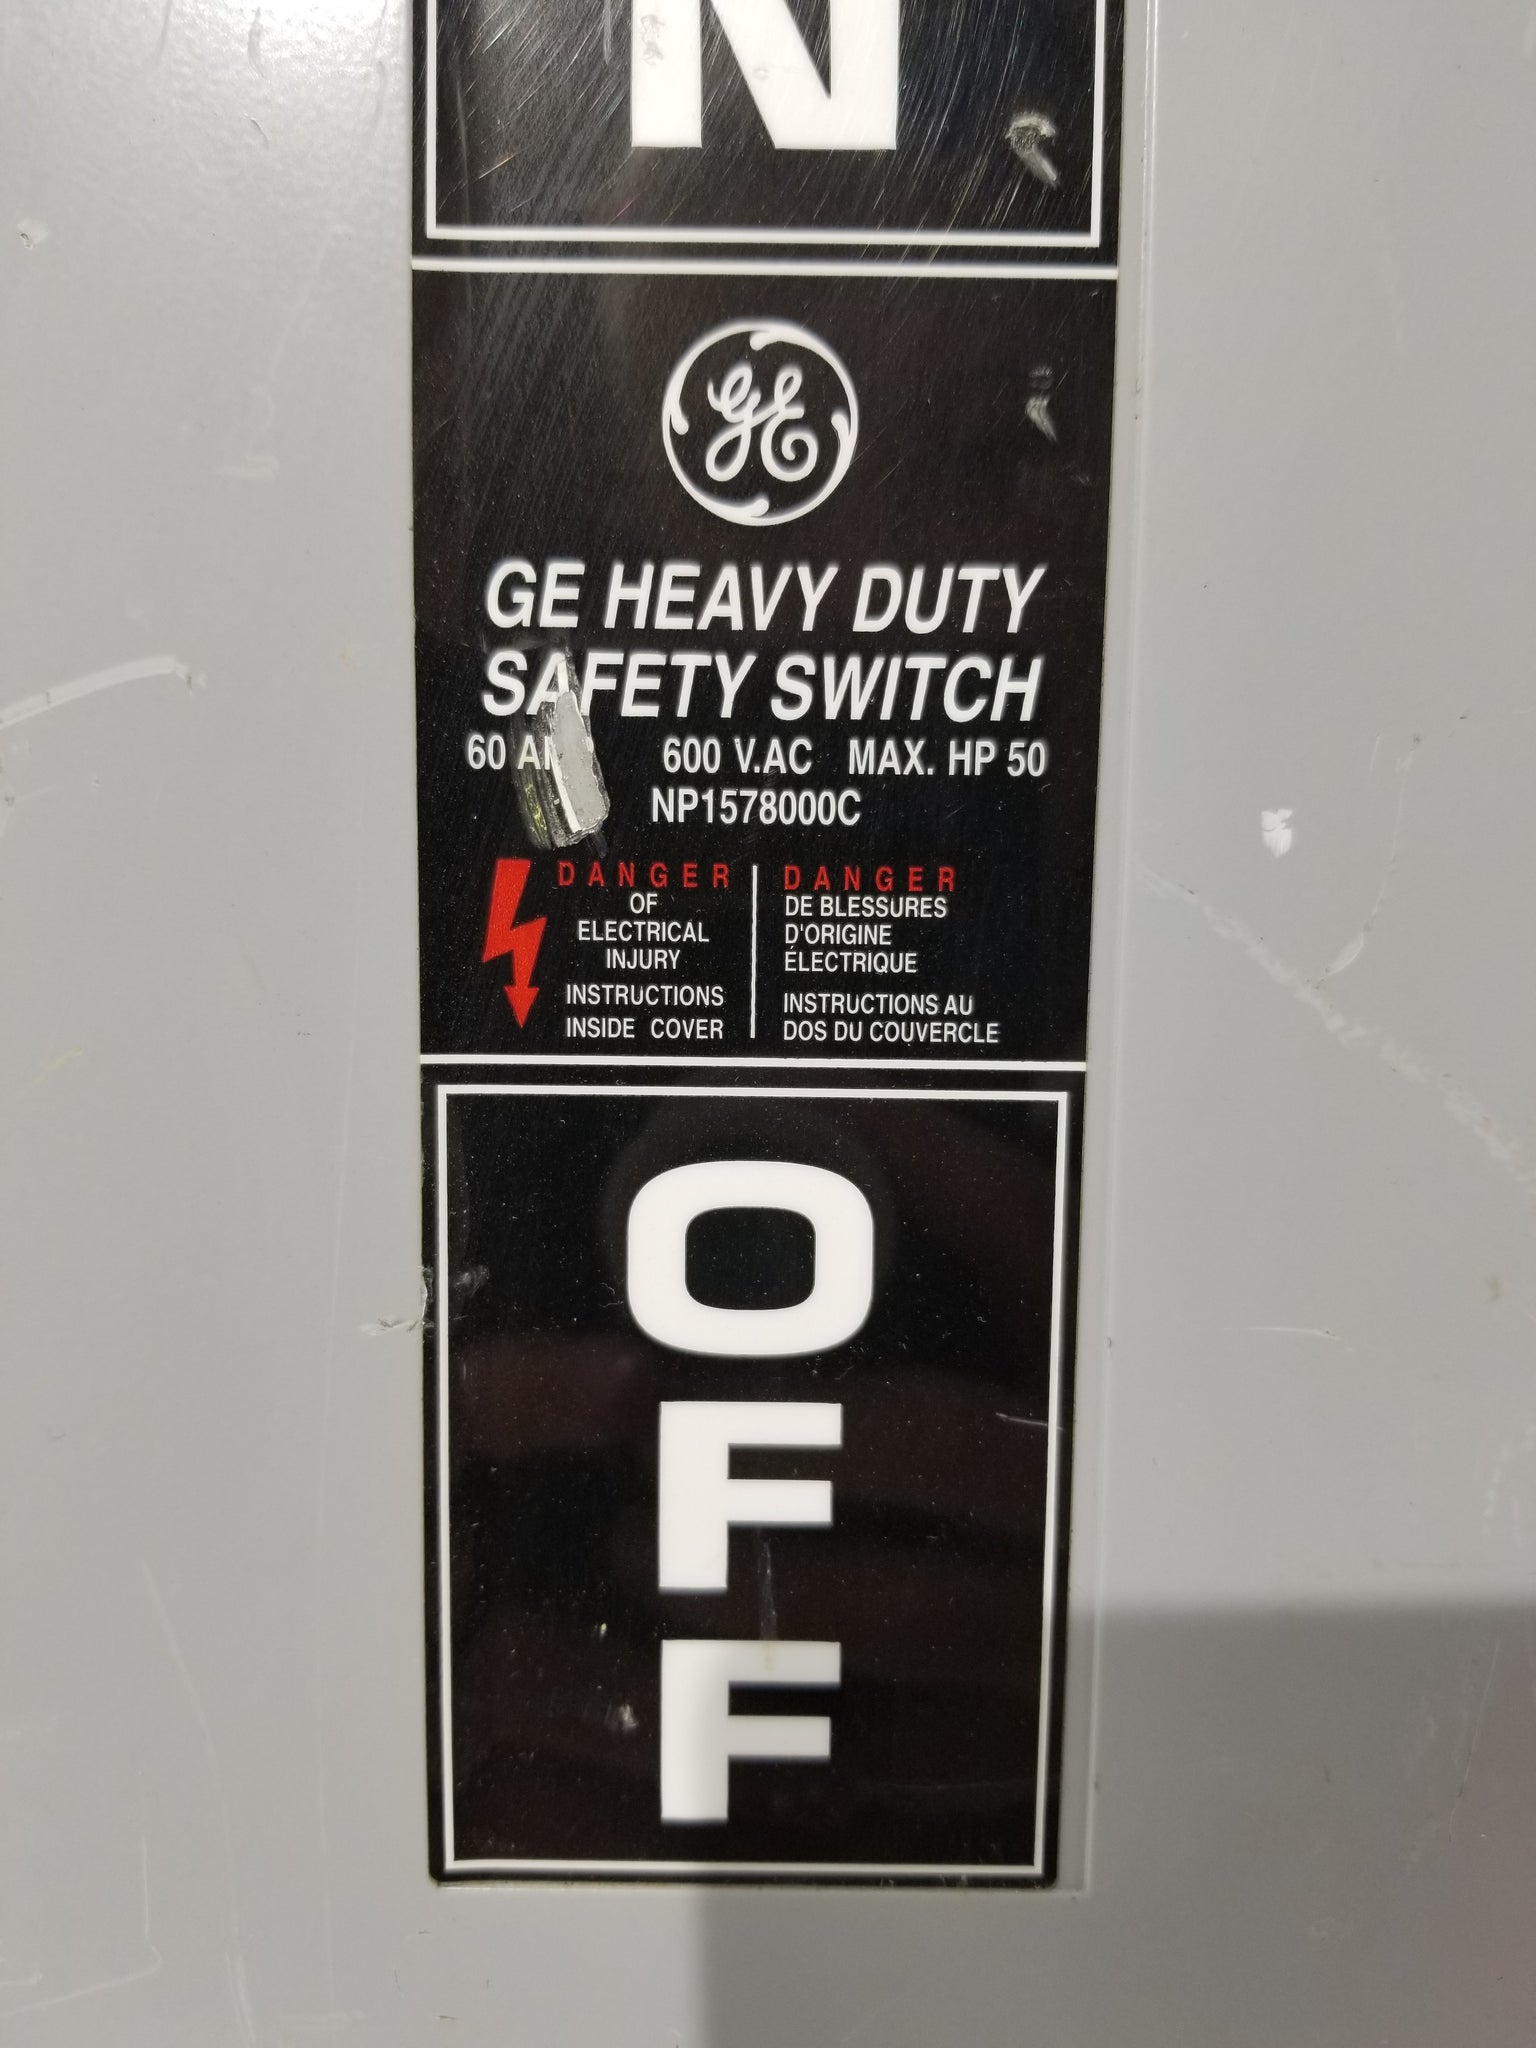 N
GE
GE HEAVY DUTY
SAFETY SWITCH
60 600 V.AC MAX. HP 50
NP1578000C
DANGER
OF
ELECTRICAL
INJURY
INSTRUCTIONS
INSIDE COVER
DANGER
DE BLESSURES
D'ORIGINE
ÉLECTRIQUE
INSTRUCTIONS AU
DOS DU COUVERCLE
O
F
F